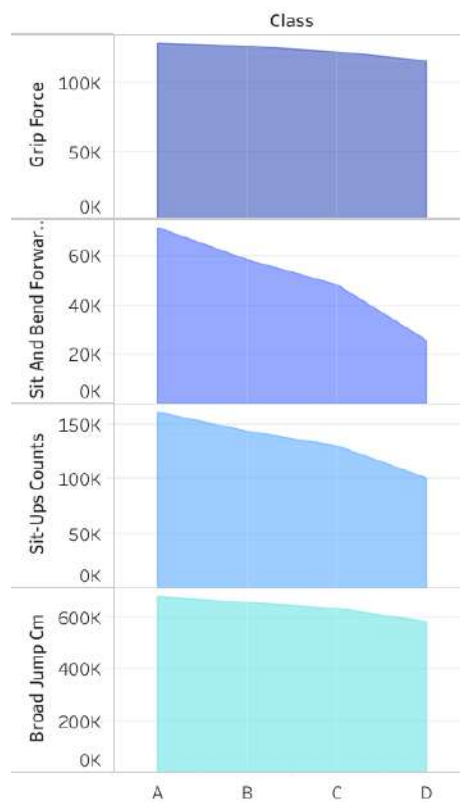 Class
Grip Force
100K
50K
0K
Sit And Bend Forwar..
60K
40K
20K
0K
Sit-Ups Counts
150K
100K
50K
0K
Broad Jump Cm
600K
400K
200K
0K
A B C D